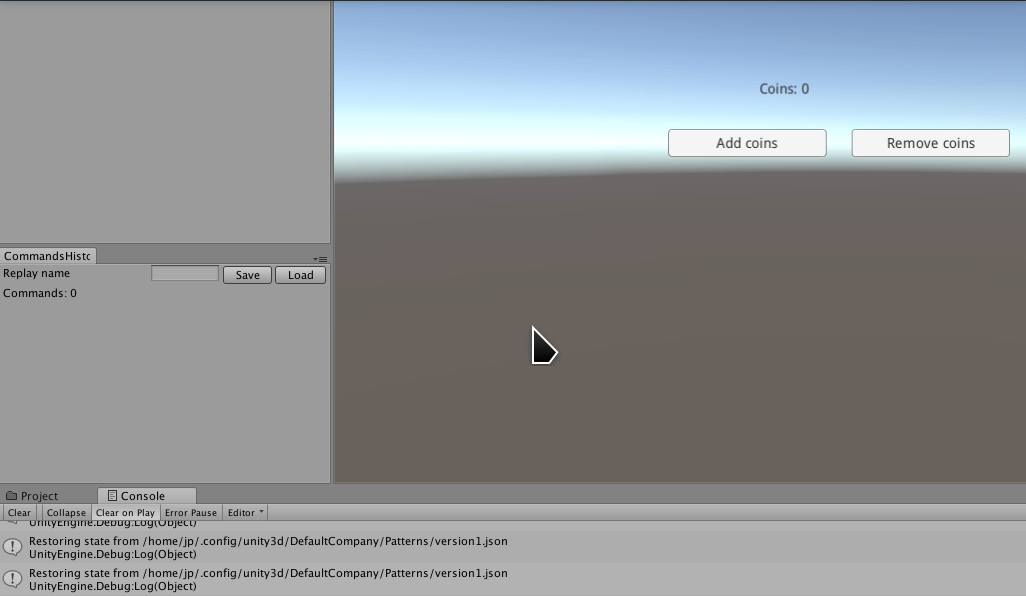 Coins: 0
Add coins
Remove coins
CommandsHistc
Replay name
Save
Load
Commands: 0
Project
Console
Clear
Collapse
Clear on Play
Error Pause
Editor
UnityEngine.Debug:Log(Object)
Restoring state from /home/jp/.config/unity3d/DefaultCompany/Patterns/version1.json
UnityEngine.Debug:Log(Object)
Restoring state from /home/jp/.config/unity3d/DefaultCompany/Patterns/version1.json
UnityEngine.Debug:Log(Object)